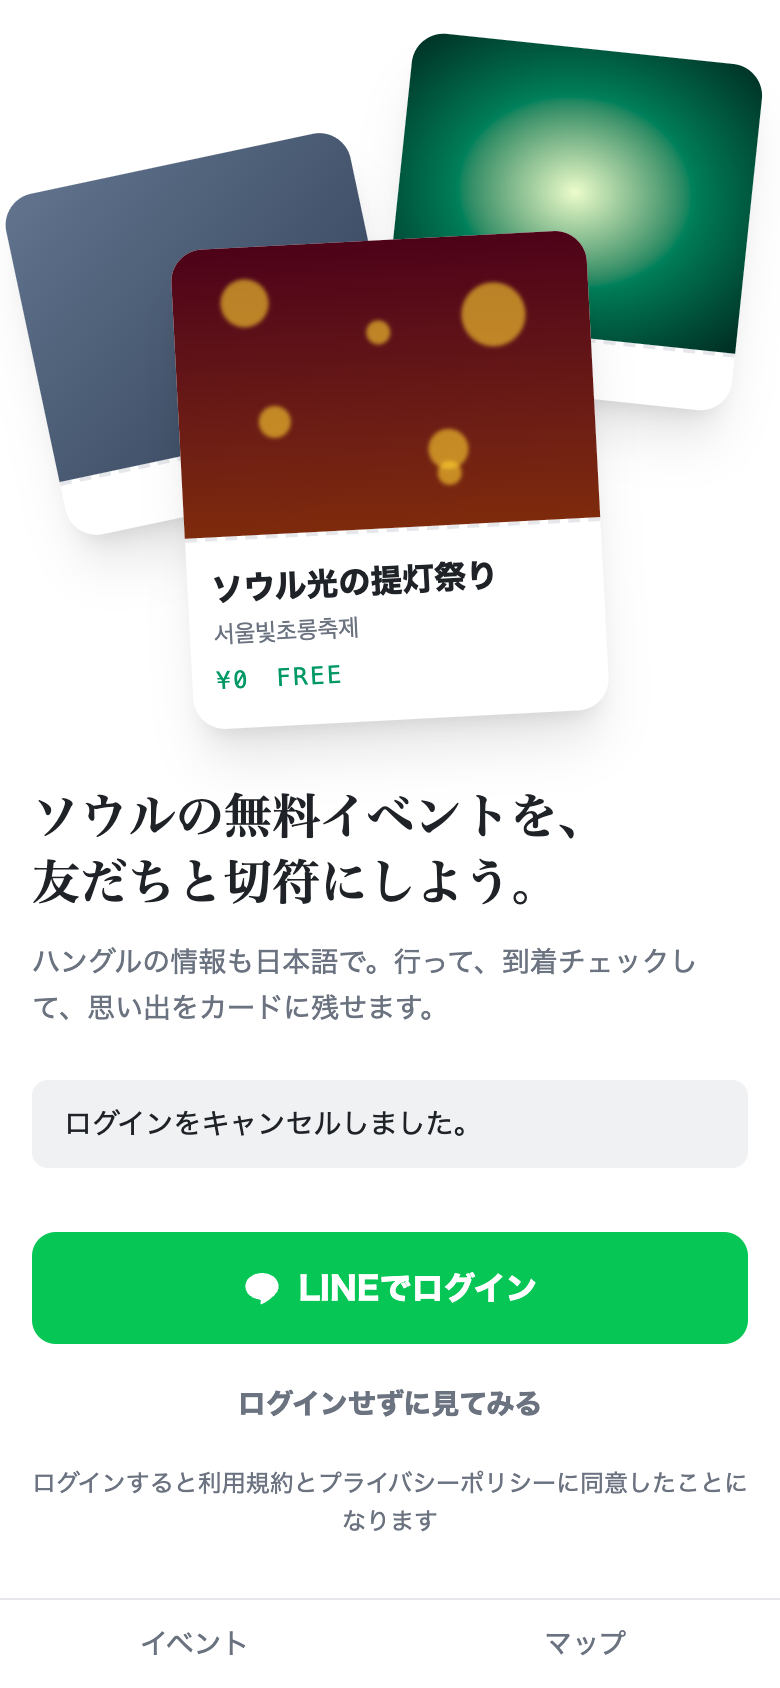 ソウル光の提灯祭り
서울빛초롱축제
¥0 FREE
ソウルの無料イベントを、
友だちと切符にしよう。
ハングルの情報も日本語で。行って、到着チェックし
て、思い出をカードに残せます。
ログインをキャンセルしました。
LINEでログイン
ログインせずに見てみる
ログインすると利用規約とプライバシーポリシーに同意したことに
なります
イベント
マップ